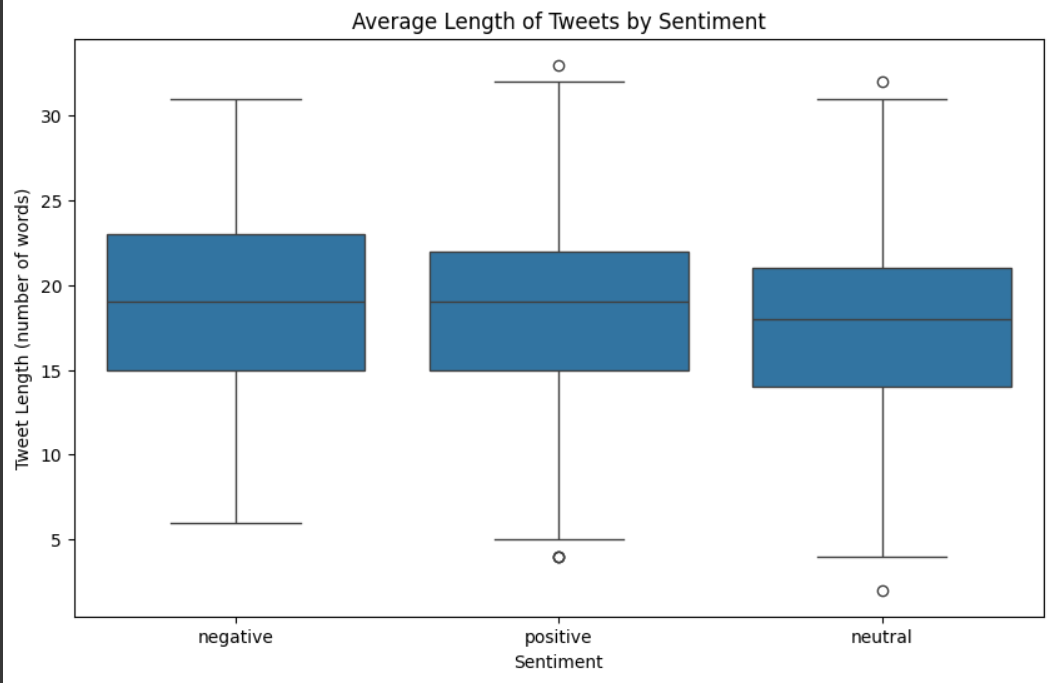 Average Length of Tweets by Sentiment
Tweet Length (number of words)
30
25
20
15
10
5
negative positive neutral
Sentiment